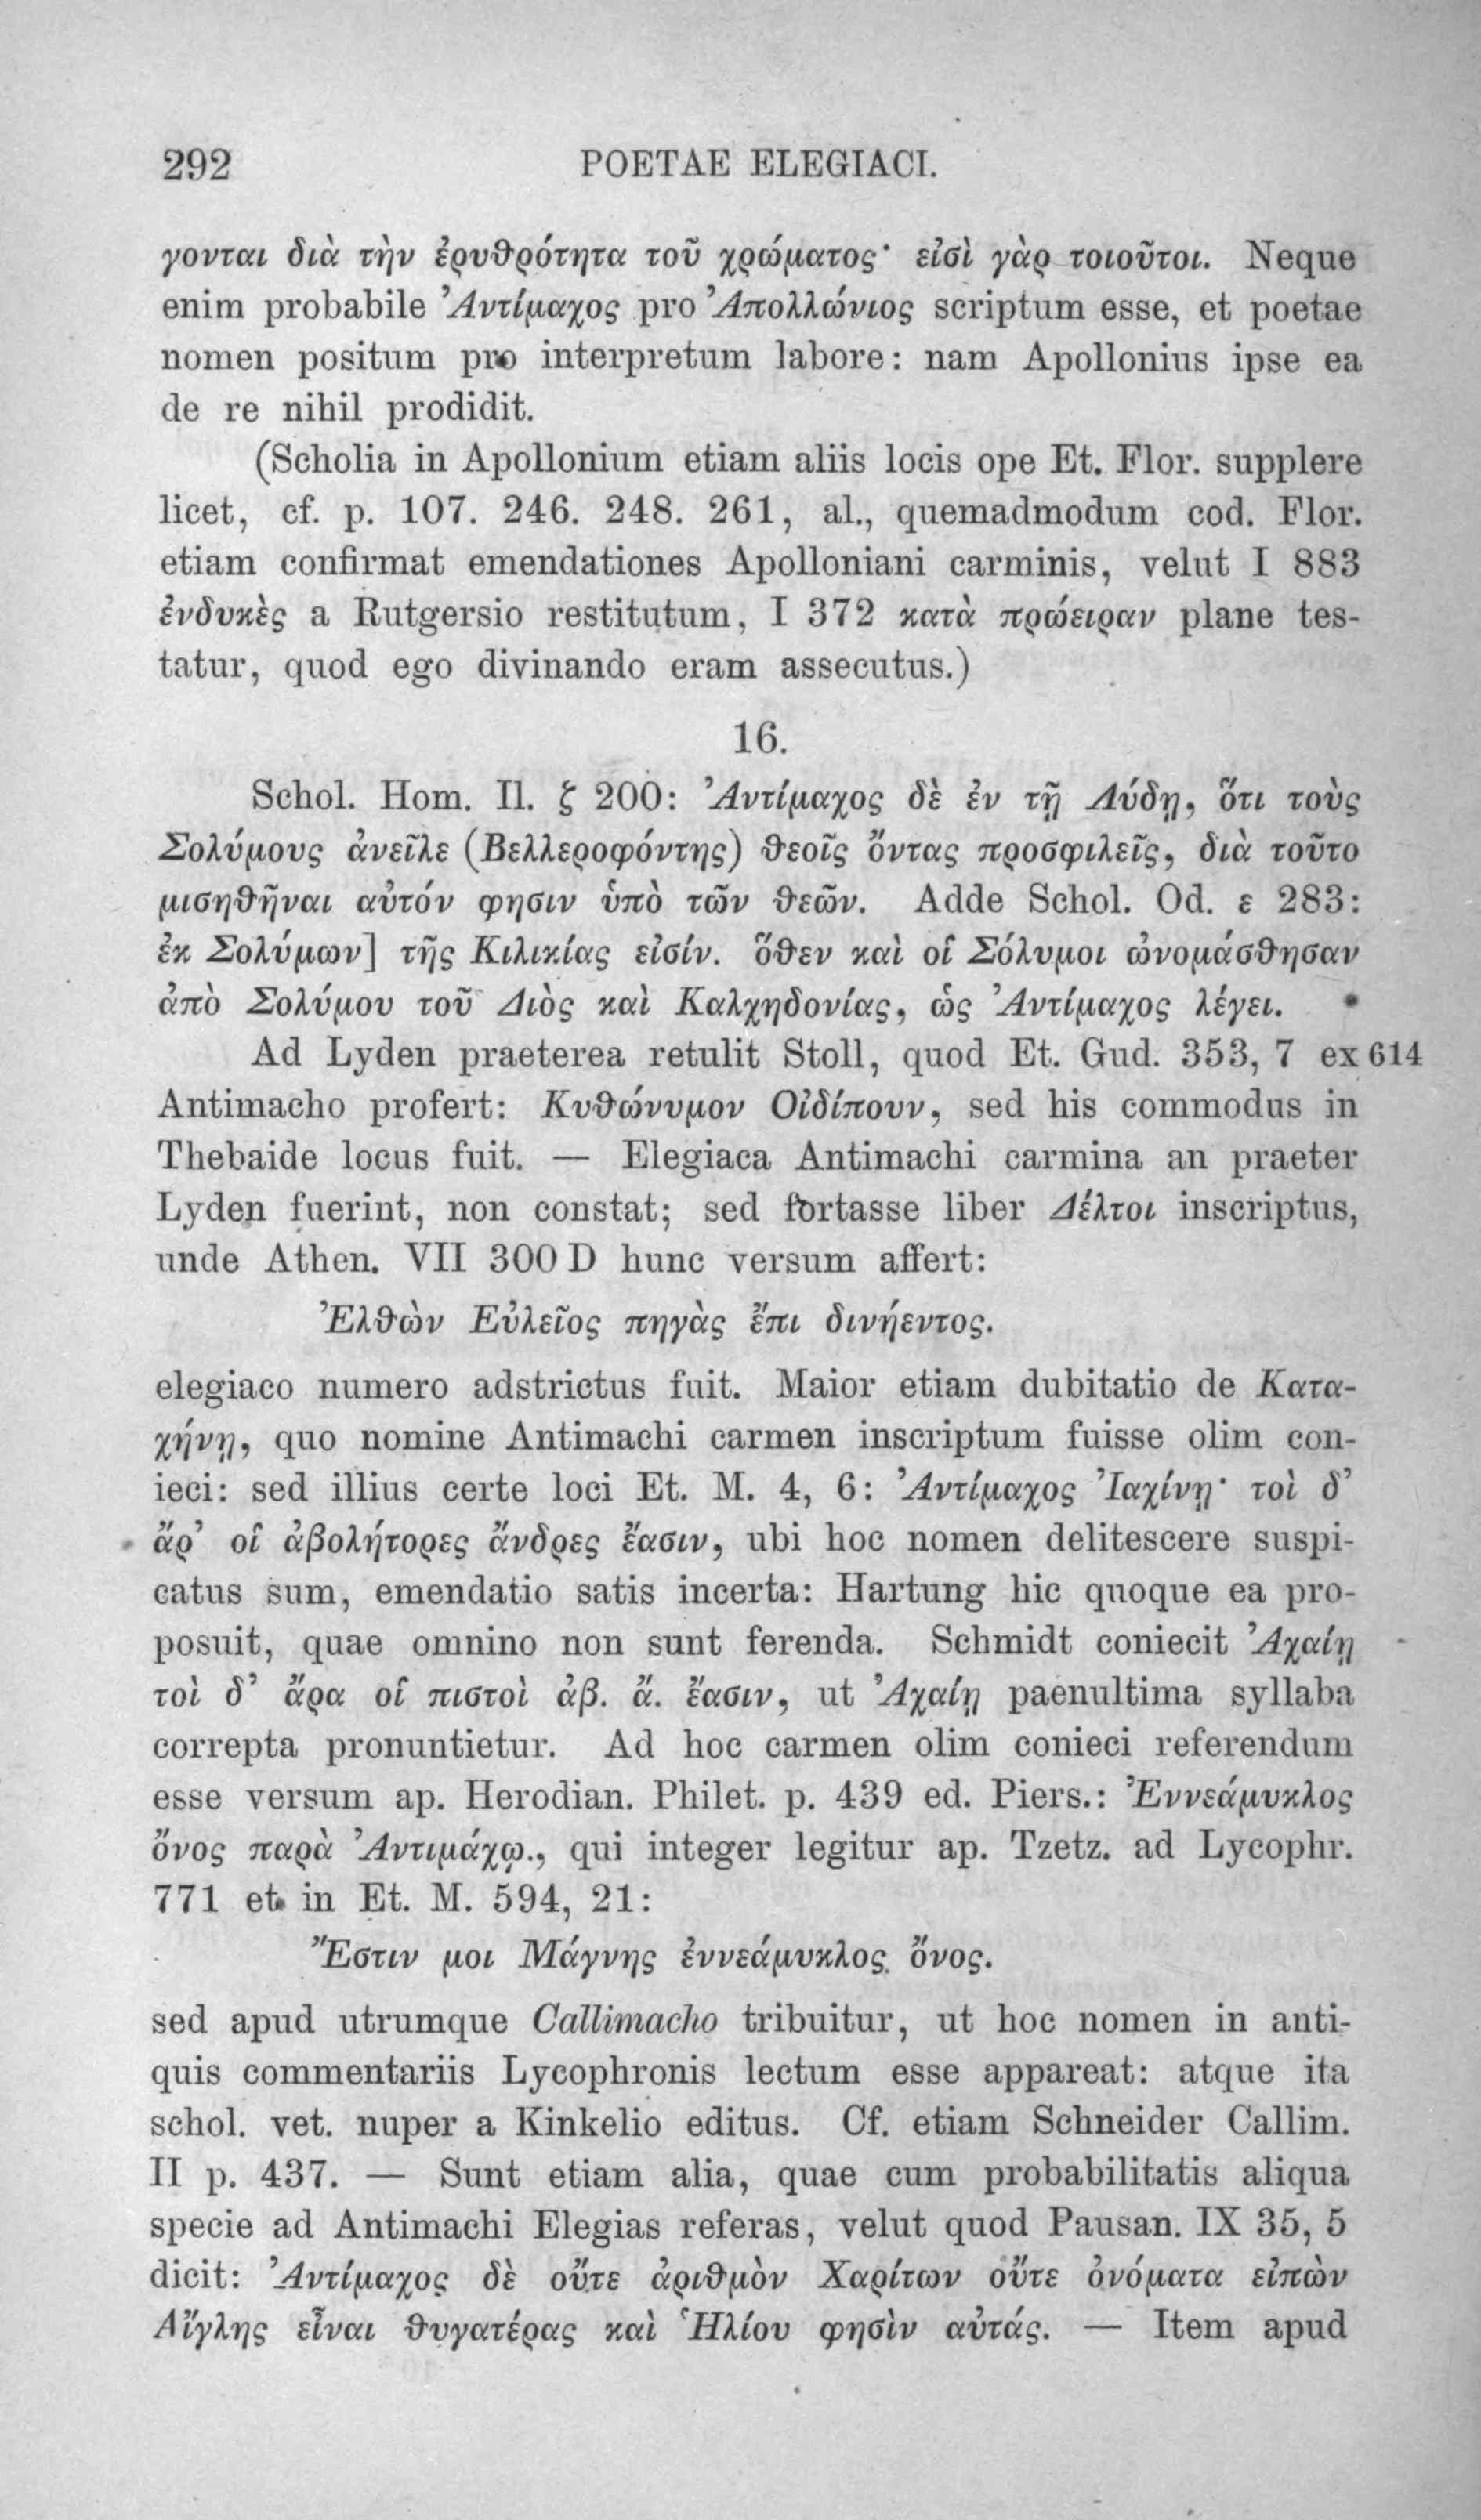 292 POETAE ELEGIACI.
γονται διὰ τὴν ἐρυθρότητα τοῦ χρώματος· εἰσὶ γὰρ τοιοῦτοι. Neque
enim probabile Ἀντίμαχος pro Ἀπολλώνιος scriptum esse, et poetae
nomen positum pro interpretum labore: nam Apollonius ipse ea
de re nihil prodidit.
(Scholia in Apollonium etiam aliis locis ope Et. Flor. supplere
licet, cf. p. 107. 246. 248. 261, al., quemadmodum cod. Flor.
etiam confirmat emendationes Apolloniani carminis, velut I 883
ἐνδυκὲς a Rutgersio restitutum, I 372 κατὰ πρώειραν plane tes-
tatur, quod ego divinando eram assecutus.)
16.
Schol. Hom. Il. ζ 200: Ἀντίμαχος δὲ ἐν τῇ Λύδῃ, ὅτι τοὺς
Σολύμους ἀνεῖλε (Βελλεροφόντης) θεοῖς ὄντας προσφιλεῖς, διὰ τοῦτο
μισηθῆναι αὐτόν φησιν ὑπὸ τῶν θεῶν. Adde Schol. Od. ε 283:
ἐκ Σολύμων] τῆς Κιλικίας εἰσίν. ὅθεν καὶ οἱ Σόλυμοι ὠνομάσθησαν
ἀπὸ Σολύμου τοῦ Διὸς καὶ Καλχηδονίας, ὡς Ἀντίμαχος λέγει.
Ad Lyden praeterea retulit Stoll, quod Et. Gud. 353, 7 ex 614
Antimacho profert: Κυθώνυμον Οἰδίπουν, sed his commodus in
Thebaide locus fuit. — Elegiaca Antimachi carmina an praeter
Lyden fuerint, non constat; sed fortasse liber Δέλτοι inscriptus,
unde Athen. VII 300 D hunc versum affert:
Ἐλθὼν Εὐλεῖος πηγὰς ἔπι δινήεντος.
elegiaco numero adstrictus fuit. Maior etiam dubitatio de Κατα-
χήνῃ, quo nomine Antimachi carmen inscriptum fuisse olim con-
ieci: sed illius certe loci Et. M. 4, 6: Ἀντίμαχος Ἰαχίνῃ· τοὶ δ’
ἄρ’ οἱ ἀβολήτορες ἄνδρες ἔασιν, ubi hoc nomen delitescere suspi-
catus sum, emendatio satis incerta: Hartung hic quoque ea pro-
posuit, quae omnino non sunt ferenda. Schmidt coniecit Ἀχαίῃ
τοὶ δ’ ἄρα οἱ πιστοὶ ἀβ. ἄ. ἔασιν, ut Ἀχαίῃ paenultima syllaba
correpta pronuntietur. Ad hoc carmen olim conieci referendum
esse versum ap. Herodian. Philet. p. 439 ed. Piers.: Ἐννεάμυκλος
ὄνος παρὰ Ἀντιμάχῳ., qui integer legitur ap. Tzetz. ad Lycophr.
771 et in Et. M. 594, 21:
Ἔστιν μοι Μάγνης ἐννεάμυκλος ὄνος.
sed apud utrumque Callimacho tribuitur, ut hoc nomen in anti-
quis commentariis Lycophronis lectum esse appareat: atque ita
schol. vet. nuper a Kinkelio editus. Cf. etiam Schneider Callim.
II p. 437. — Sunt etiam alia, quae cum probabilitatis aliqua
specie ad Antimachi Elegias referas, velut quod Pausan. IX 35, 5
dicit: Ἀντίμαχος δὲ οὔτε ἀριθμὸν Χαρίτων οὔτε ὀνόματα εἰπὼν
Αἴγλης εἶναι θυγατέρας καὶ Ἡλίου φησὶν αὐτάς. — Item apud